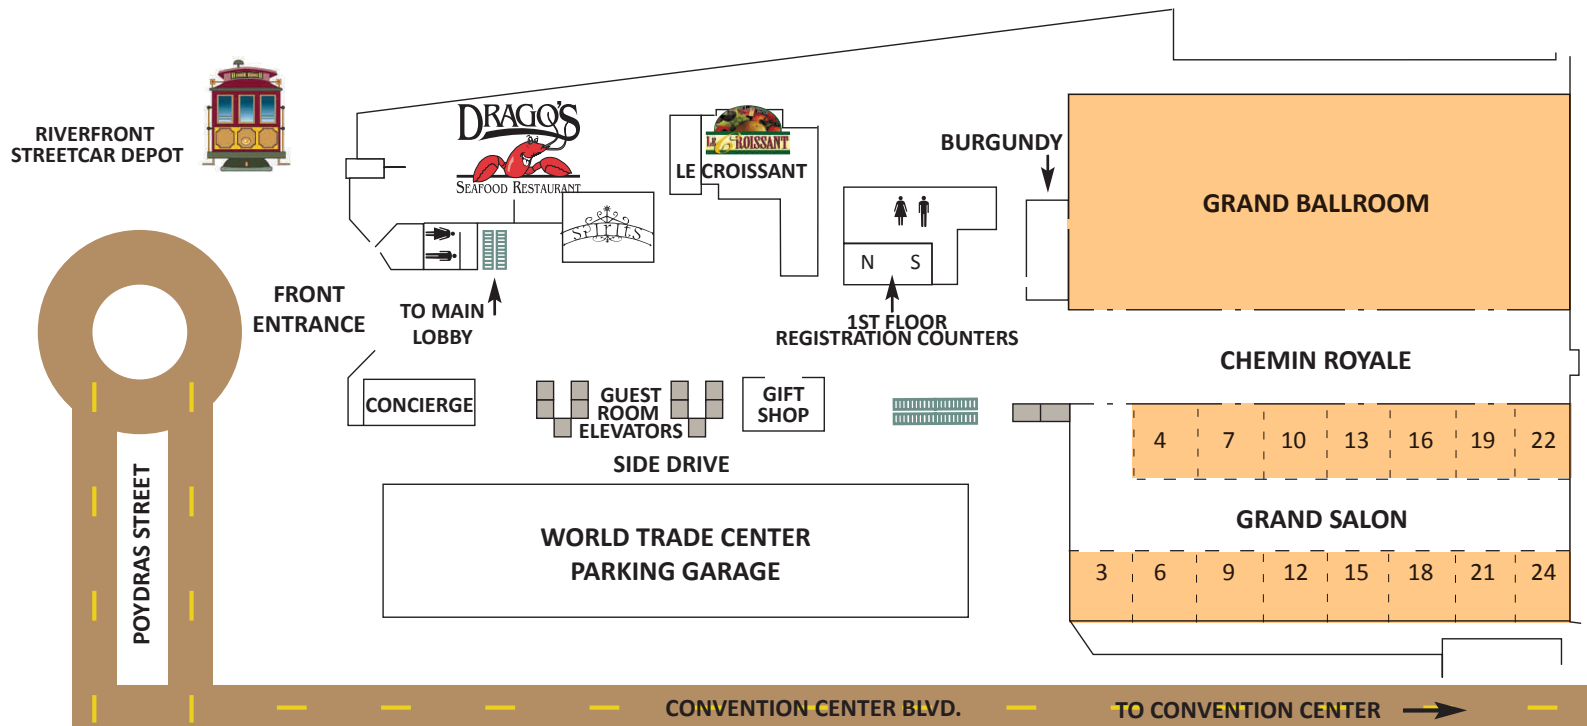 RIVERFRONT
STREETCAR DEPOT
DRAGO'S
SEAFOOD RESTAURANT
SPIRITS
LE CROISSANT
LE CROISSANT
BURGUNDY
GRAND BALLROOM
N S
1ST FLOOR
REGISTRATION COUNTERS
FRONT
ENTRANCE
TO MAIN
LOBBY
CHEMIN ROYALE
CONCIERGE
GUEST
ROOM
ELEVATORS
GIFT
SHOP
4 7 10 13 16 19 22
SIDE DRIVE
GRAND SALON
WORLD TRADE CENTER
PARKING GARAGE
3 6 9 12 15 18 21 24
POYDRAS STREET
CONVENTION CENTER BLVD.
TO CONVENTION CENTER